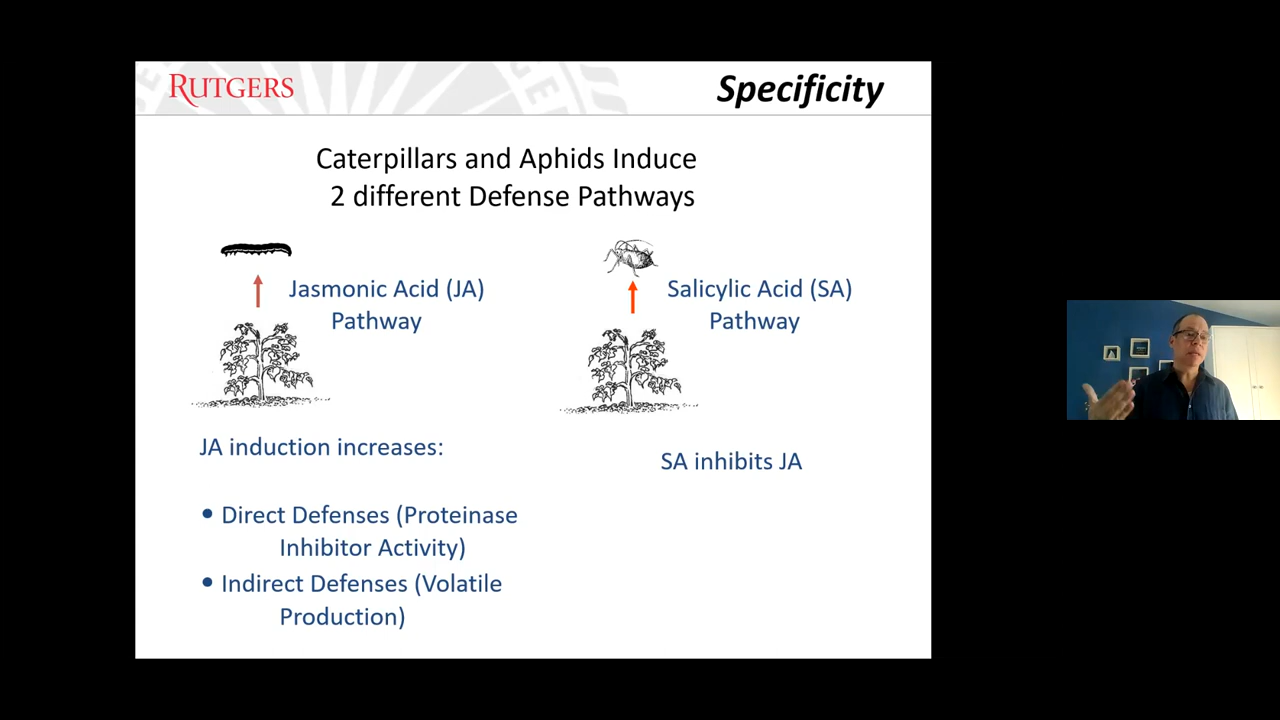 RUTGERS
Specificity
Caterpillars and Aphids Induce
2 different Defense Pathways
Jasmonic Acid (JA)
Pathway
Salicylic Acid (SA)
Pathway
JA induction increases:
SA inhibits JA
• Direct Defenses (Proteinase
Inhibitor Activity)
• Indirect Defenses (Volatile
Production)